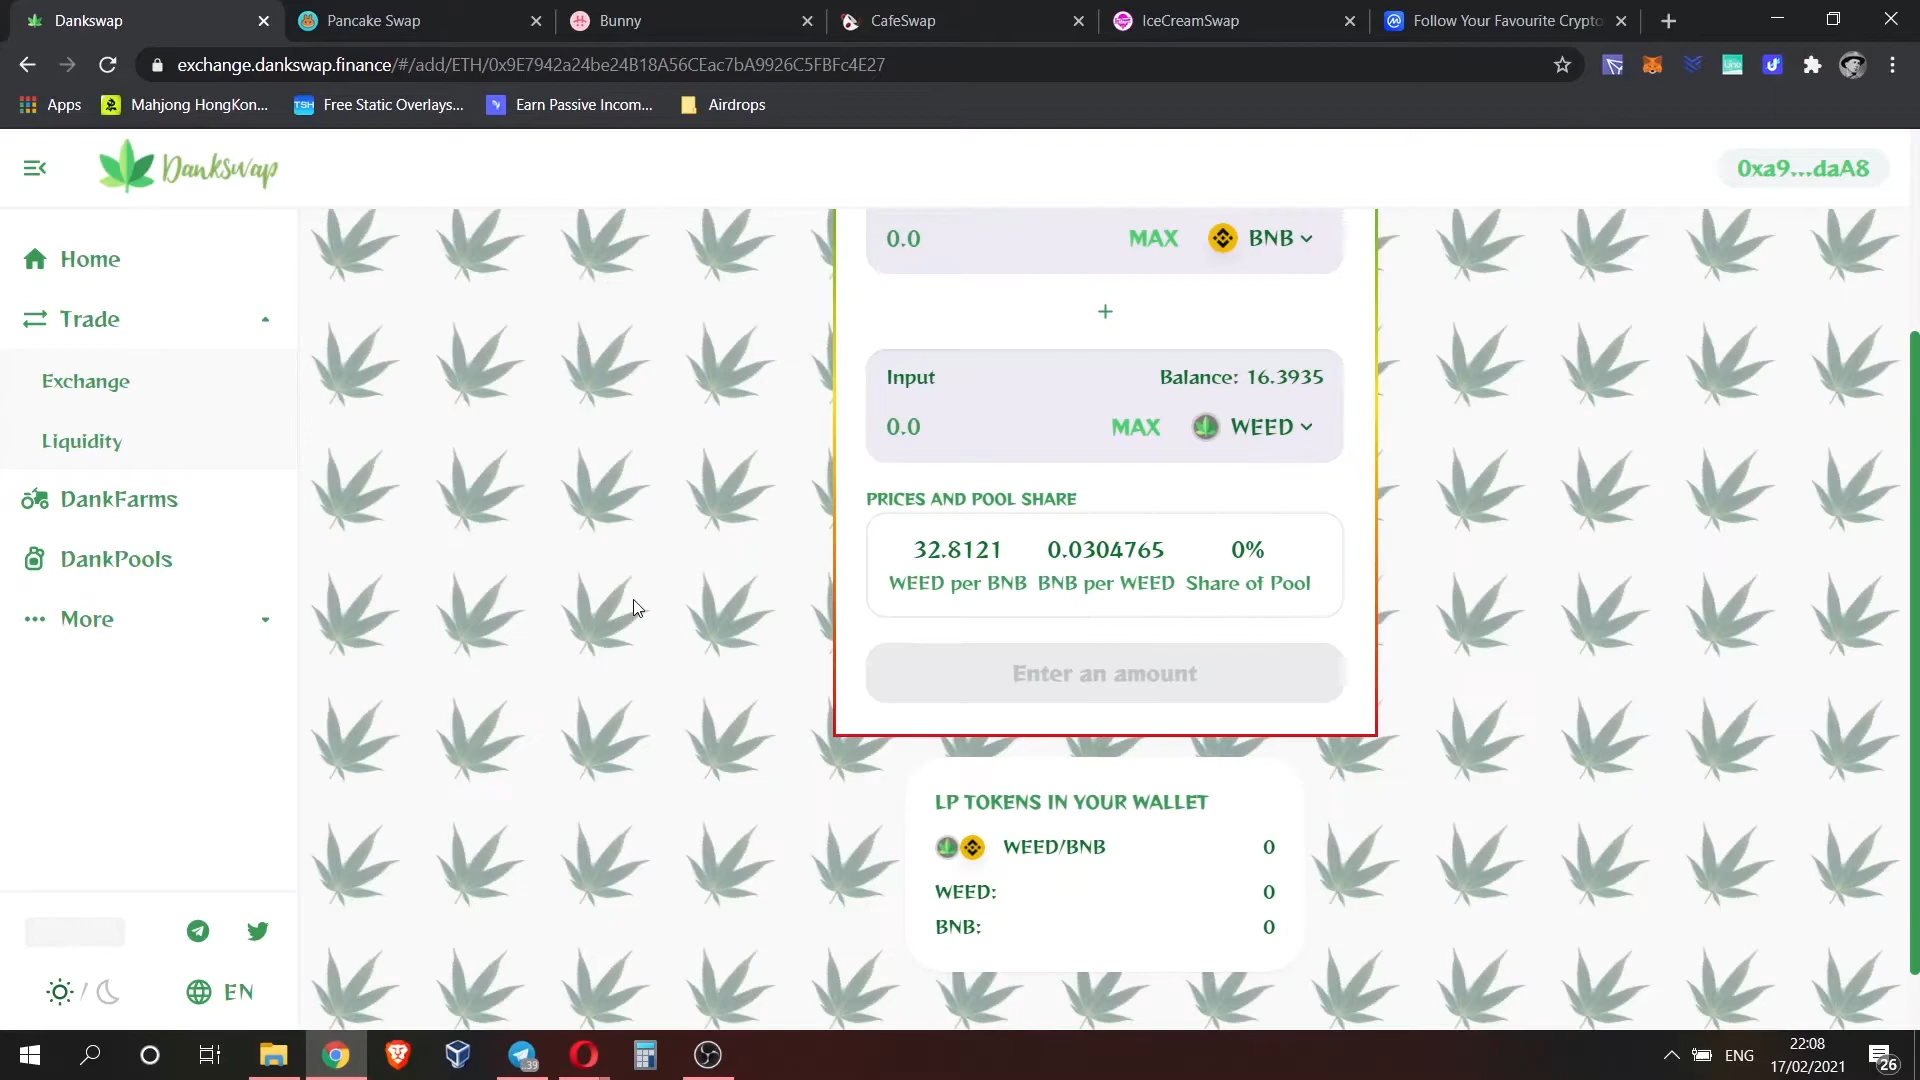 Dankswap
Pancake Swap
Bunny
CafeSwap
IceCreamSwap
Follow Your Favourite Crypto
exchange.dankswap.finance/#/add/ETH/0x9E7942a24be24B18A56CEac7bA9926C5FBFc4E27
Apps
Mahjong HongKon...
TSH
Free Static Overlays...
Earn Passive Incom...
Airdrops
DankSwap
0xa9...daA8
Home
Trade
Exchange
Liquidity
DankFarms
DankPools
More
EN
0.0
MAX
BNB
+
Input
Balance: 16.3935
0.0
MAX
WEED
PRICES AND POOL SHARE
32.8121 0.0304765 0%
WEED per BNB BNB per WEED Share of Pool
Enter an amount
LP TOKENS IN YOUR WALLET
WEED/BNB 0
WEED: 0
BNB: 0
39
ENG
22:08
17/02/2021
26